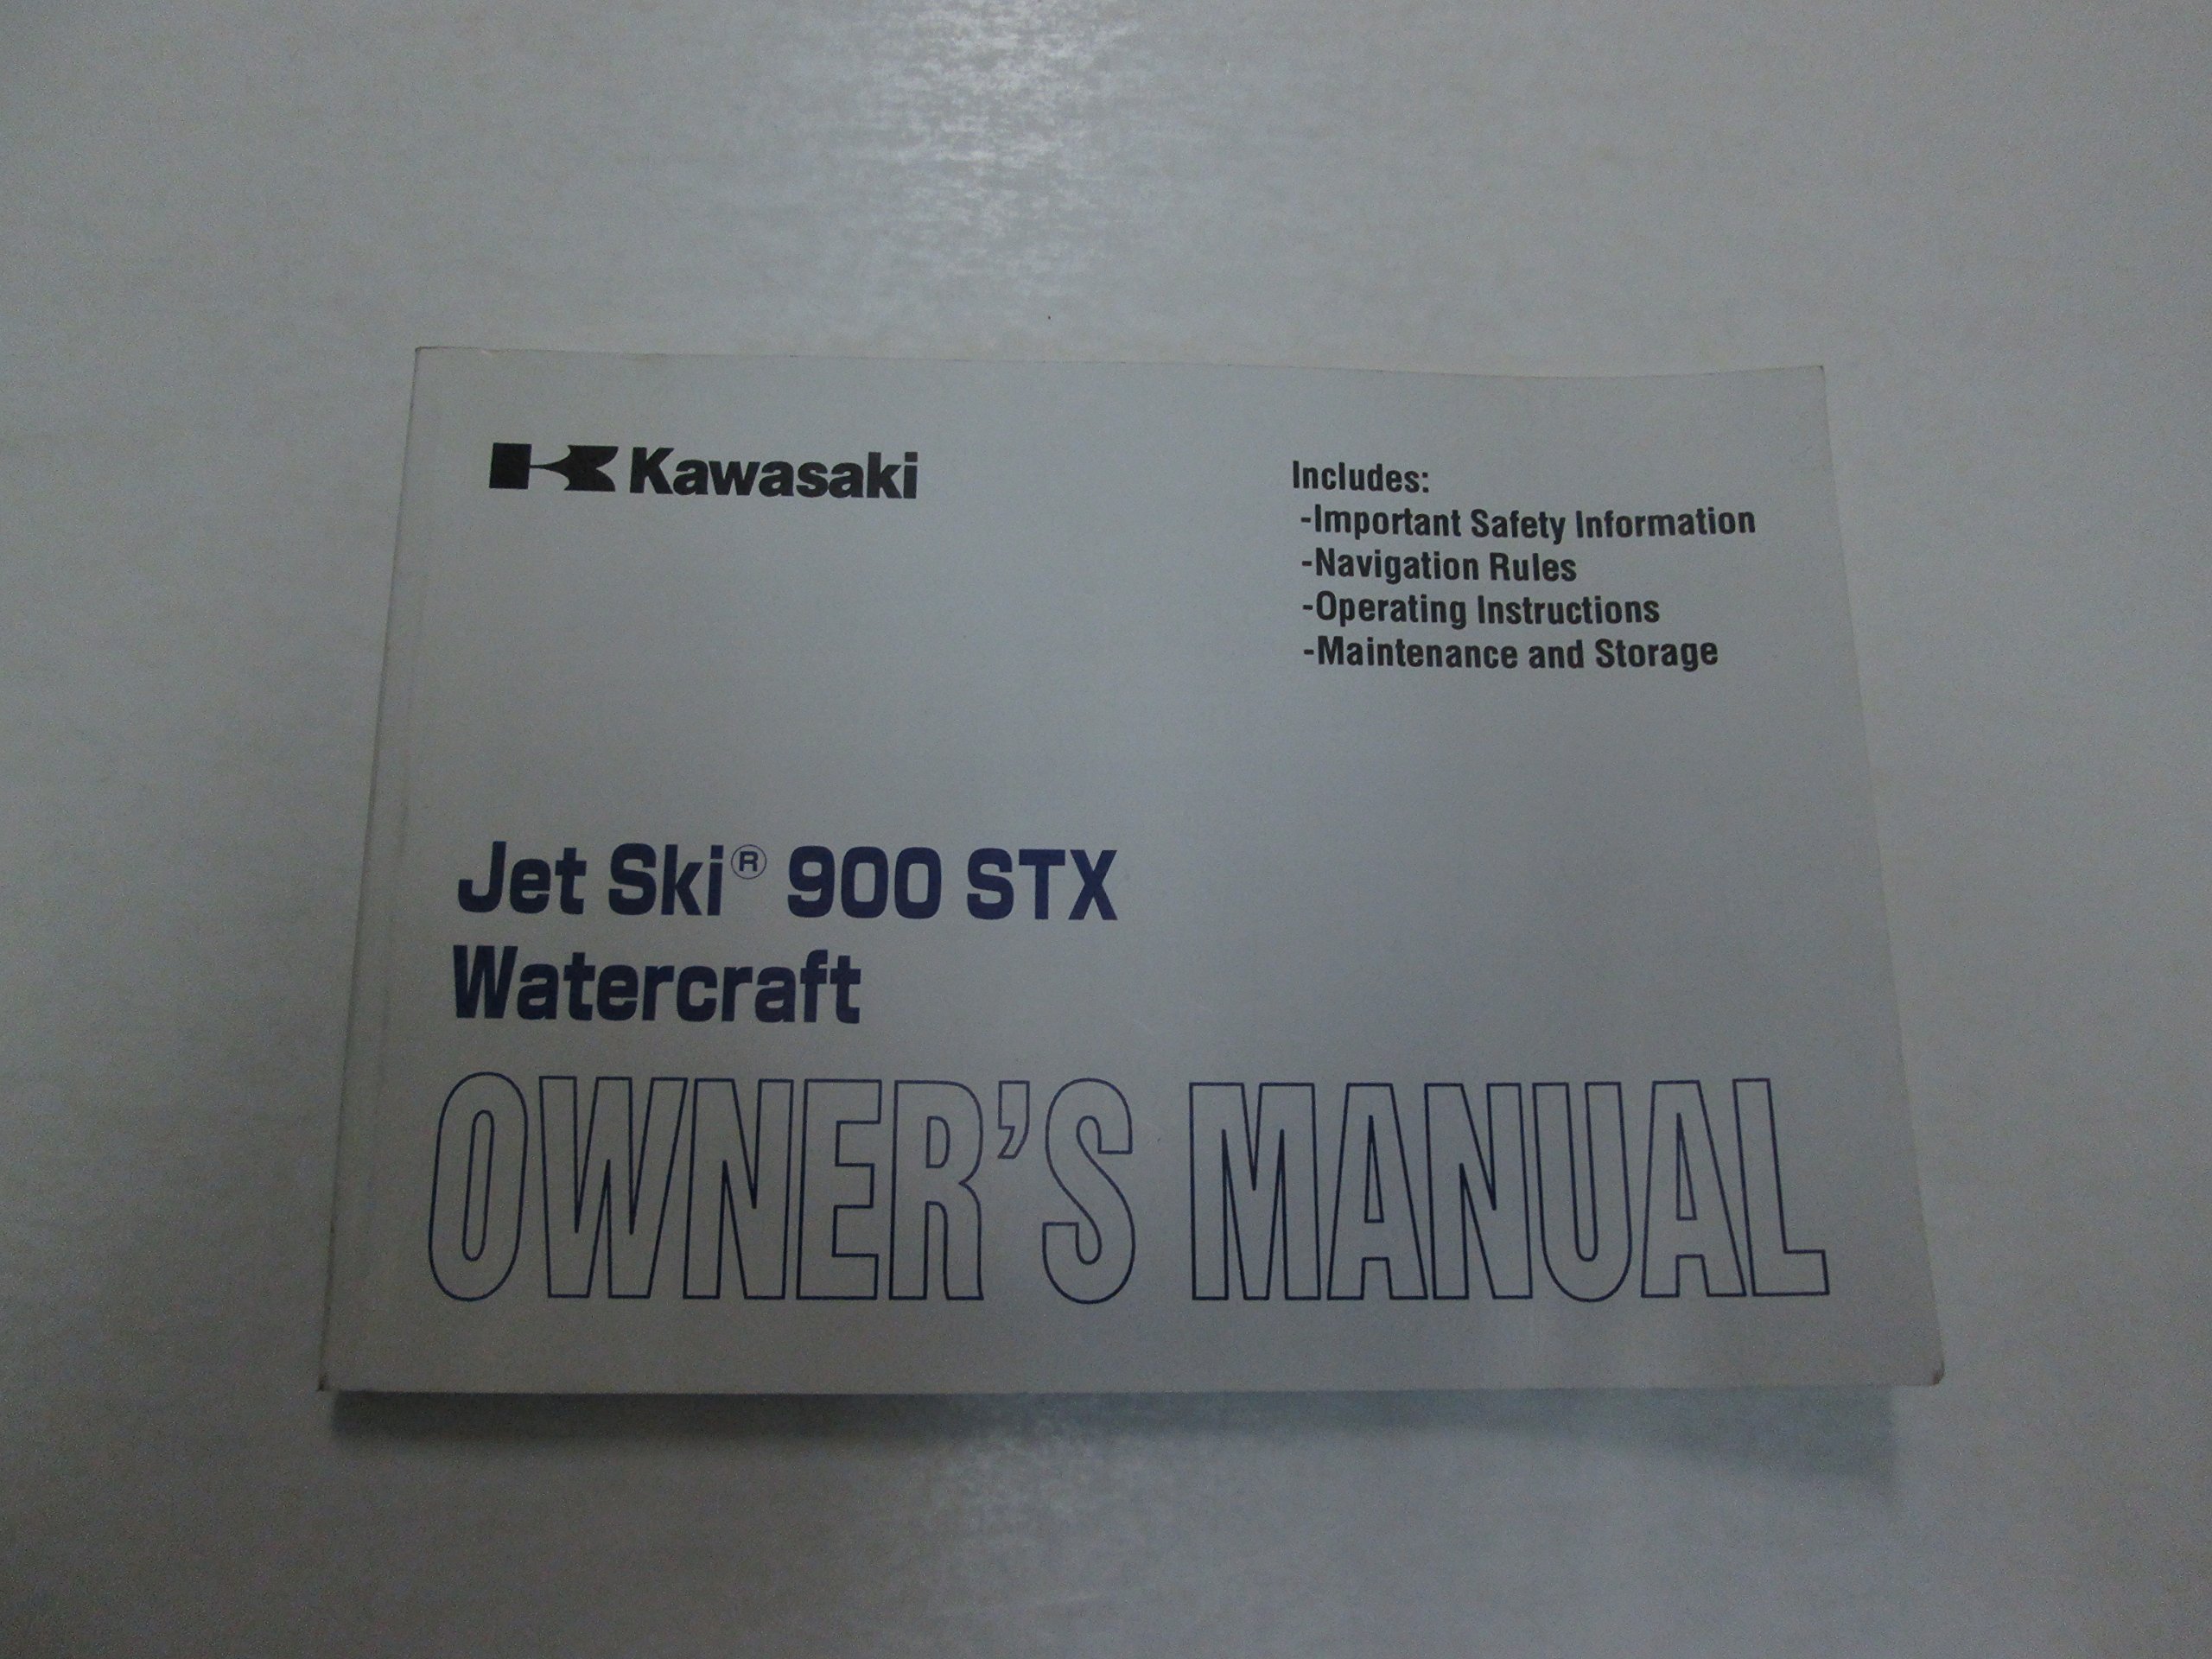 Kawasaki
Includes:
-Important Safety Information
-Navigation Rules
-Operating Instructions
-Maintenance and Storage
Jet Ski® 900 STX
Watercraft
OWNER'S MANUAL